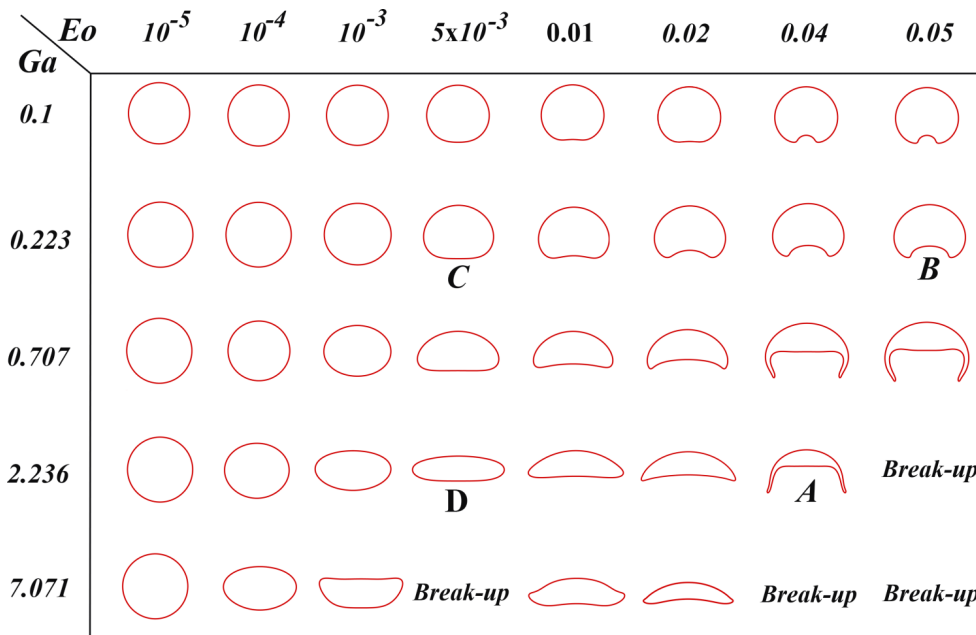 Eo 10⁻⁵ 10⁻⁴ 10⁻³ 5x10⁻³ 0.01 0.02 0.04 0.05
Ga
0.1
0.223
C B
0.707
2.236 Break-up
D A
7.071 Break-up Break-up Break-up